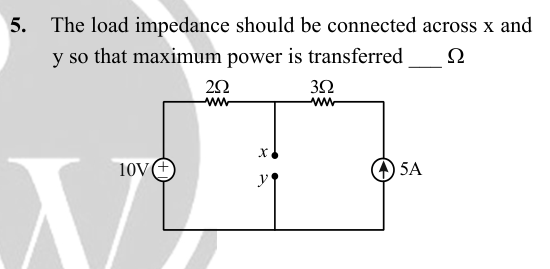 5. The load impedance should be connected across x and
y so that maximum power is transferred ___ Ω
2Ω 3Ω
x
10V + − 5A
y